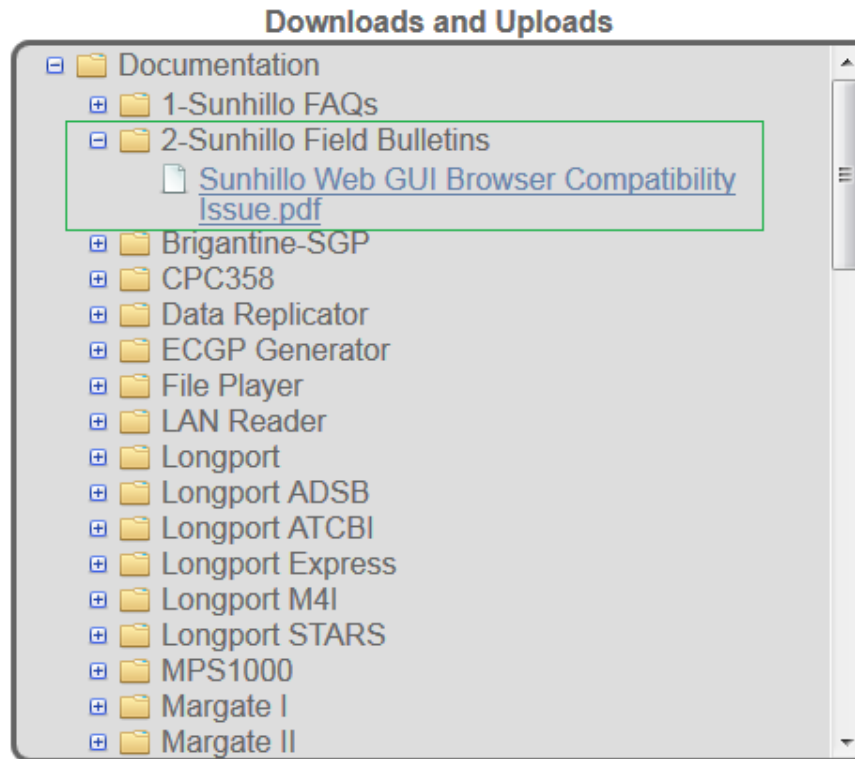 Downloads and Uploads
Documentation
1-Sunhillo FAQs
2-Sunhillo Field Bulletins
Sunhillo Web GUI Browser Compatibility
Issue.pdf
Brigantine-SGP
CPC358
Data Replicator
ECGP Generator
File Player
LAN Reader
Longport
Longport ADSB
Longport ATCBI
Longport Express
Longport M4I
Longport STARS
MPS1000
Margate I
Margate II